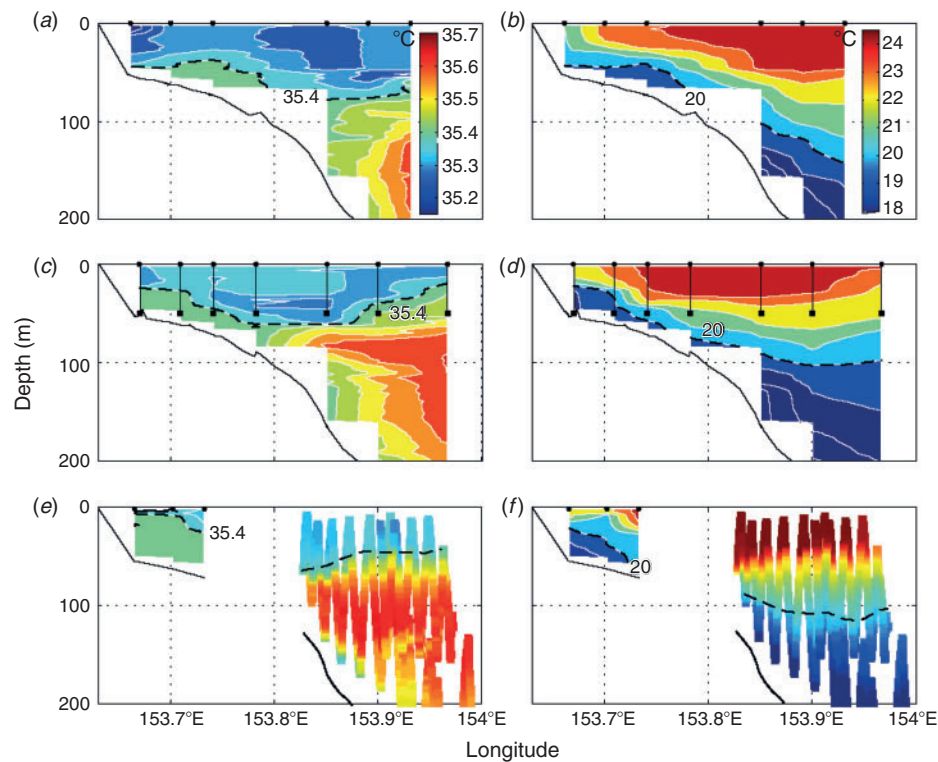 (a)
0
100
200
35.4
°C
35.7
35.6
35.5
35.4
35.3
35.2
(b)
20
°C
24
23
22
21
20
19
18
(c)
0
100
200
35.4
(d)
20
Depth (m)
(e)
0
100
200
35.4
(f)
20
153.7°E
153.8°E
153.9°E
154°E
153.7°E
153.8°E
153.9°E
154°E
Longitude